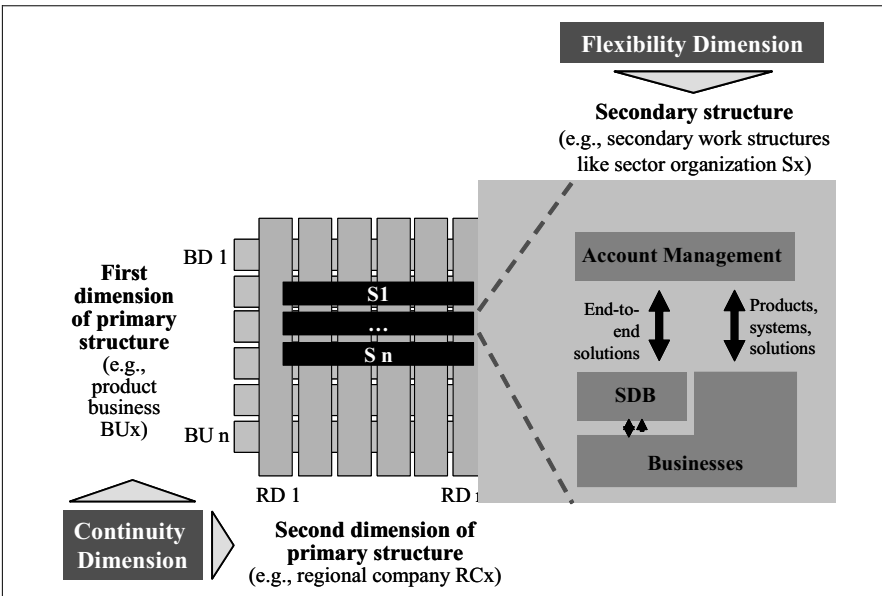 Flexibility Dimension
Secondary structure
(e.g., secondary work structures
like sector organization Sx)
BD 1
First
dimension
of primary
structure
(e.g.,
product
business
BUx)
BU n
S1
...
S n
Account Management
End-to-
end
solutions
Products,
systems,
solutions
SDB
Businesses
RD 1
RD
Continuity
Dimension
Second dimension of
primary structure
(e.g., regional company RCx)